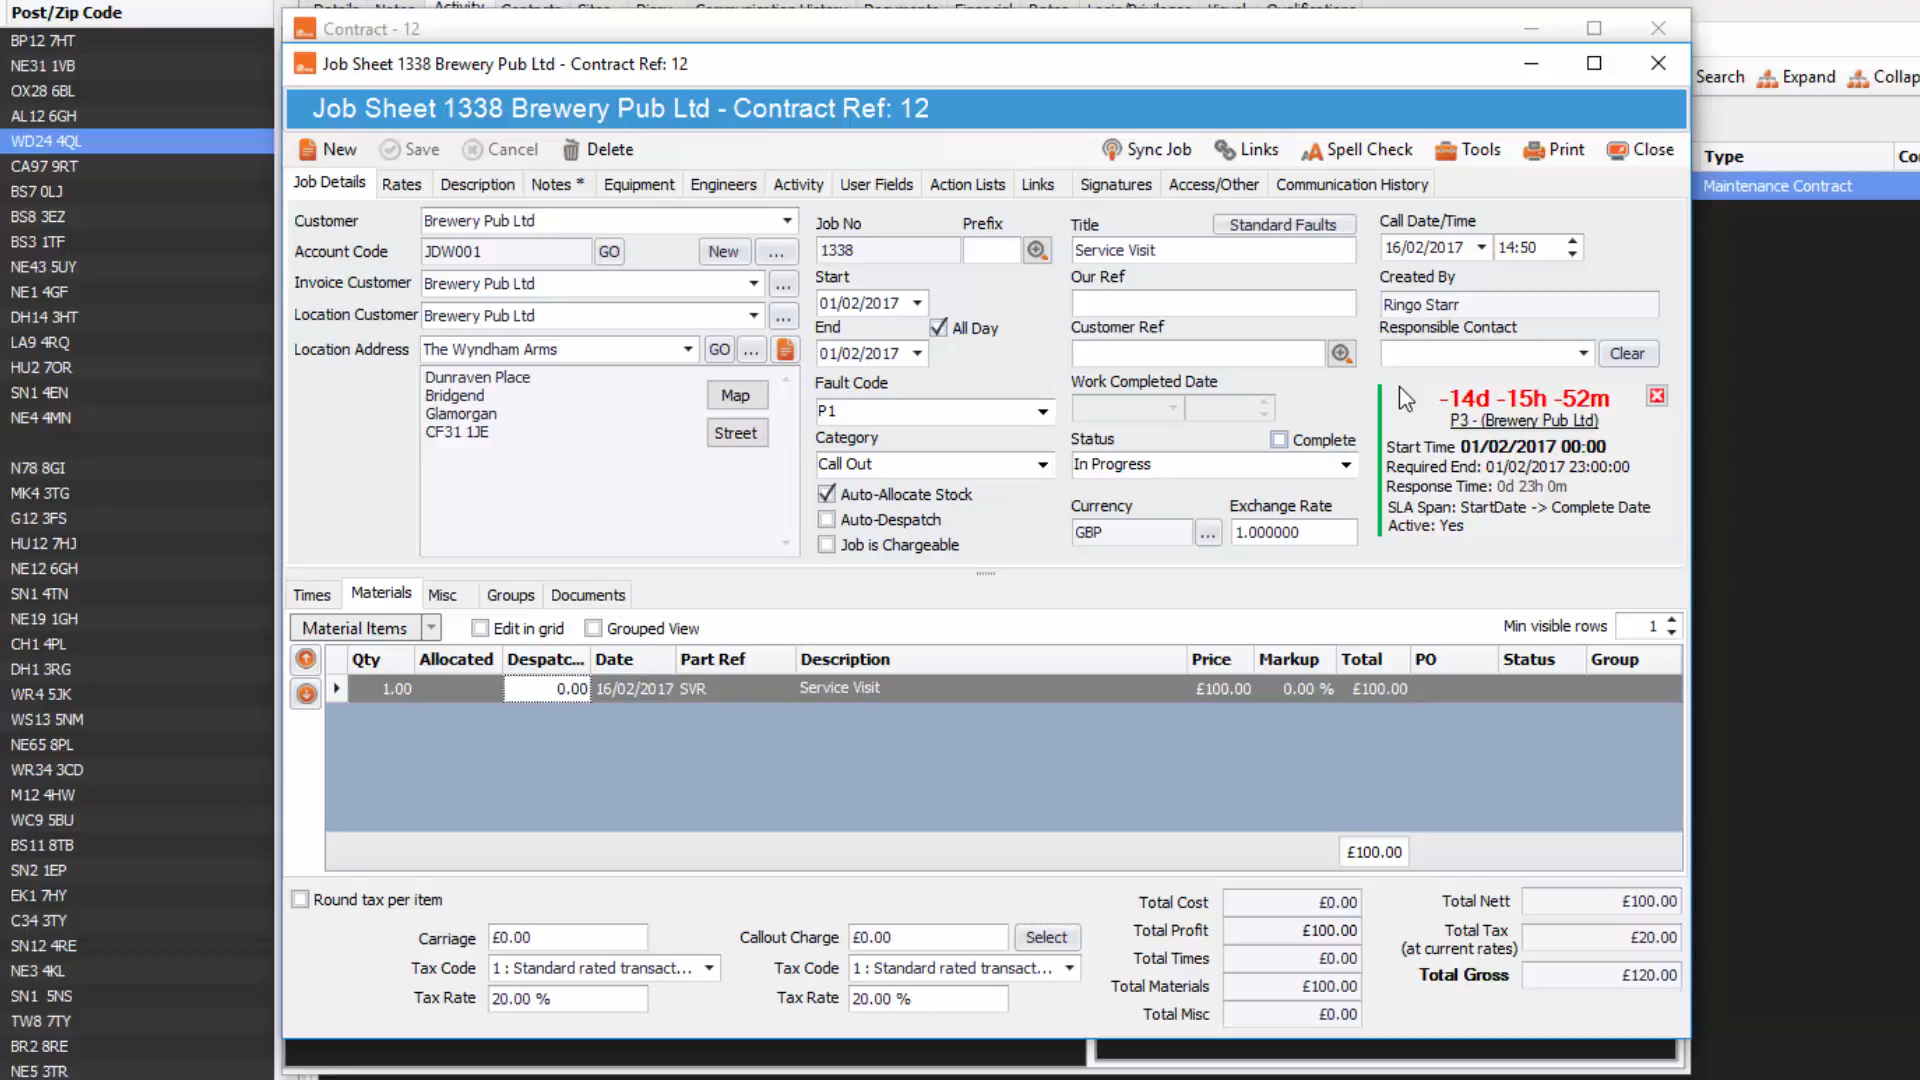 Post/Zip Code
BP12 7HT
NE31 1VB
OX28 6BL
AL12 6GH
WD24 4QL
CA97 9RT
BS7 0LJ
BS8 3EZ
BS3 1TF
NE43 5UY
NE1 4GF
DH14 3HT
LA9 4RQ
HU2 7OR
SN1 4EN
NE4 4MN
N78 8GI
MK4 3TG
G12 3FS
HU12 7HJ
NE12 6GH
SN1 4TN
NE19 1GH
CH1 4PL
DH1 3RG
WR4 5JK
WS13 5NM
NE65 8PL
WR34 3CD
M12 4HW
WC9 5BU
BS11 8TB
SN2 1EP
EK1 7HY
C34 3TY
SN12 4RE
NE3 4KL
SN1 5NS
TW8 7TY
BR2 8RE
NE5 3TR
Contract - 12
Job Sheet 1338 Brewery Pub Ltd - Contract Ref: 12
Job Sheet 1338 Brewery Pub Ltd - Contract Ref: 12
New Save Cancel Delete Sync Job Links Spell Check Tools Print Close
Job Details Rates Description Notes * Equipment Engineers Activity User Fields Action Lists Links Signatures Access/Other Communication History
Customer Brewery Pub Ltd
Account Code JDW001 GO New ...
Invoice Customer Brewery Pub Ltd ...
Location Customer Brewery Pub Ltd ...
Location Address The Wyndham Arms GO ...
Dunraven Place
Bridgend
Glamorgan
CF31 1JE
Map
Street
Job No Prefix
1338
Start
01/02/2017
End All Day
01/02/2017
Fault Code
P1
Category
Call Out
Auto-Allocate Stock
Auto-Despatch
Job is Chargeable
Title Standard Faults
Service Visit
Our Ref
Customer Ref
Work Completed Date
Status Complete
In Progress
Currency Exchange Rate
GBP ... 1.000000
Call Date/Time
16/02/2017 14:50
Created By
Ringo Starr
Responsible Contact
Clear
-14d -15h -52m
P3 - (Brewery Pub Ltd)
Start Time 01/02/2017 00:00
Required End: 01/02/2017 23:00:00
Response Time: 0d 23h 0m
SLA Span: StartDate -> Complete Date
Active: Yes
Times Materials Misc Groups Documents
Material Items Edit in grid Grouped View Min visible rows 1
Qty Allocated Despatc... Date Part Ref Description Price Markup Total PO Status Group
1.00 0.00 16/02/2017 SVR Service Visit £100.00 0.00 % £100.00
£100.00
Round tax per item
Carriage £0.00
Tax Code 1 : Standard rated transact...
Tax Rate 20.00 %
Callout Charge £0.00 Select
Tax Code 1 : Standard rated transact...
Tax Rate 20.00 %
Total Cost £0.00
Total Profit £100.00
Total Times £0.00
Total Materials £100.00
Total Misc £0.00
Total Nett £100.00
Total Tax £20.00
(at current rates)
Total Gross £120.00
Search Expand Collap
Type Co
Maintenance Contract